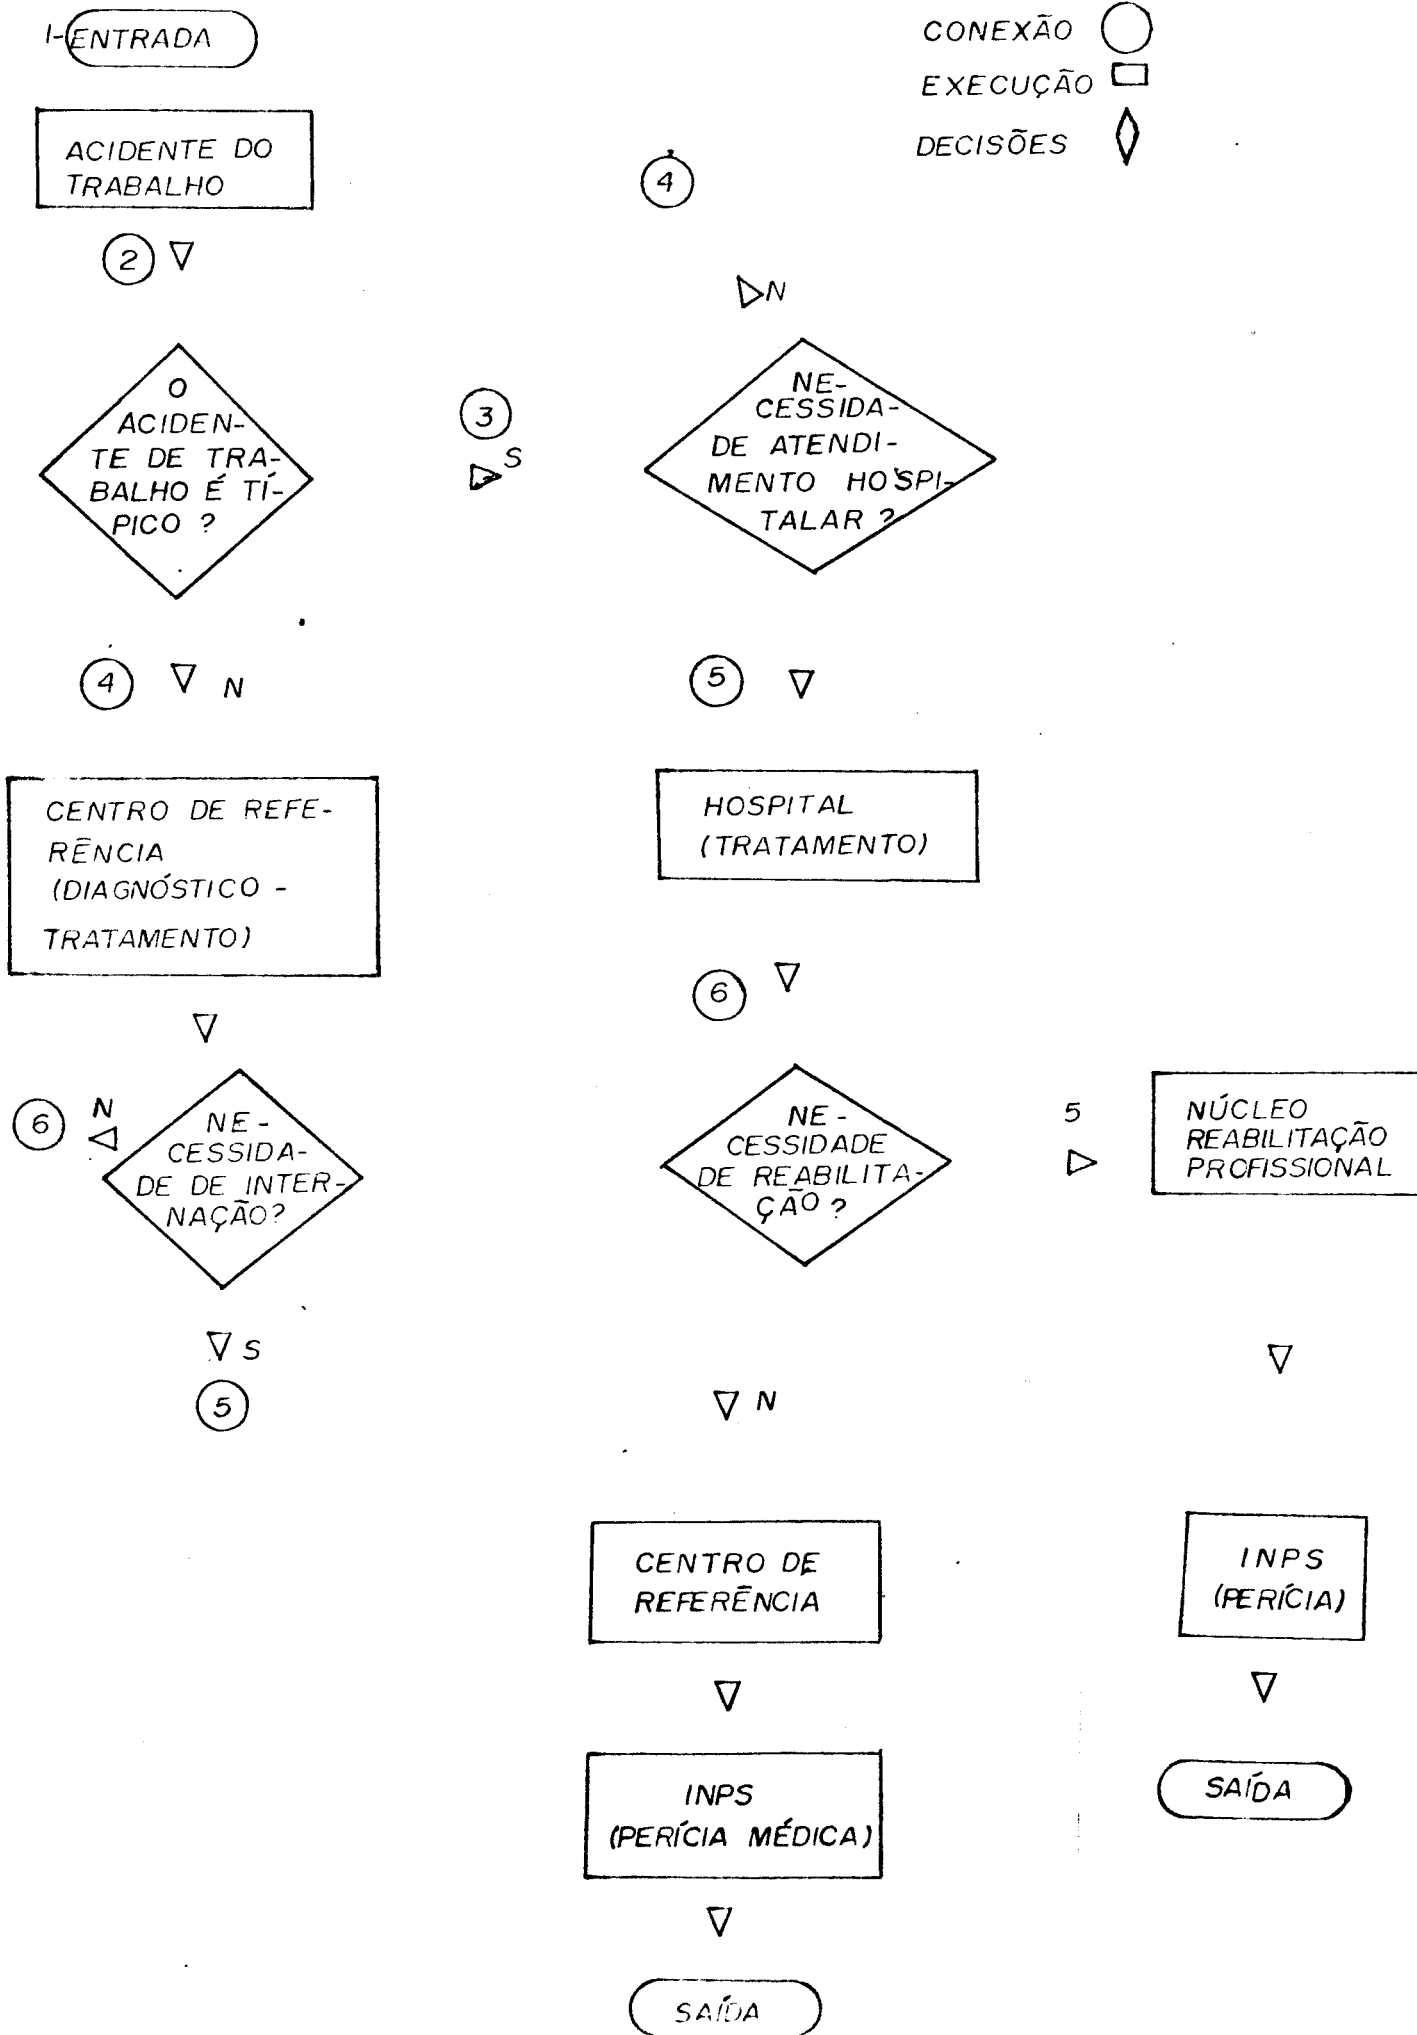 1-ENTRADA
CONEXÃO
EXECUÇÃO
DECISÕES
ACIDENTE DO
TRABALHO
4
2
N
O
ACIDEN-
TE DE TRA-
BALHO É TÍ-
PICO ?
3
S
NE-
CESSIDA-
DE ATENDI-
MENTO HOSPI-
TALAR ?
4
N
5
CENTRO DE REFE-
RÊNCIA
(DIAGNÓSTICO -
TRATAMENTO)
HOSPITAL
(TRATAMENTO)
6
6
N
NE-
CESSIDA-
DE DE INTER-
NAÇÃO?
NE-
CESSIDADE
DE REABILITA-
ÇÃO ?
5
NÚCLEO
REABILITAÇÃO
PROFISSIONAL
S
5
N
CENTRO DE
REFERÊNCIA
INPS
(PERÍCIA)
INPS
(PERÍCIA MÉDICA)
SAÍDA
SAÍDA